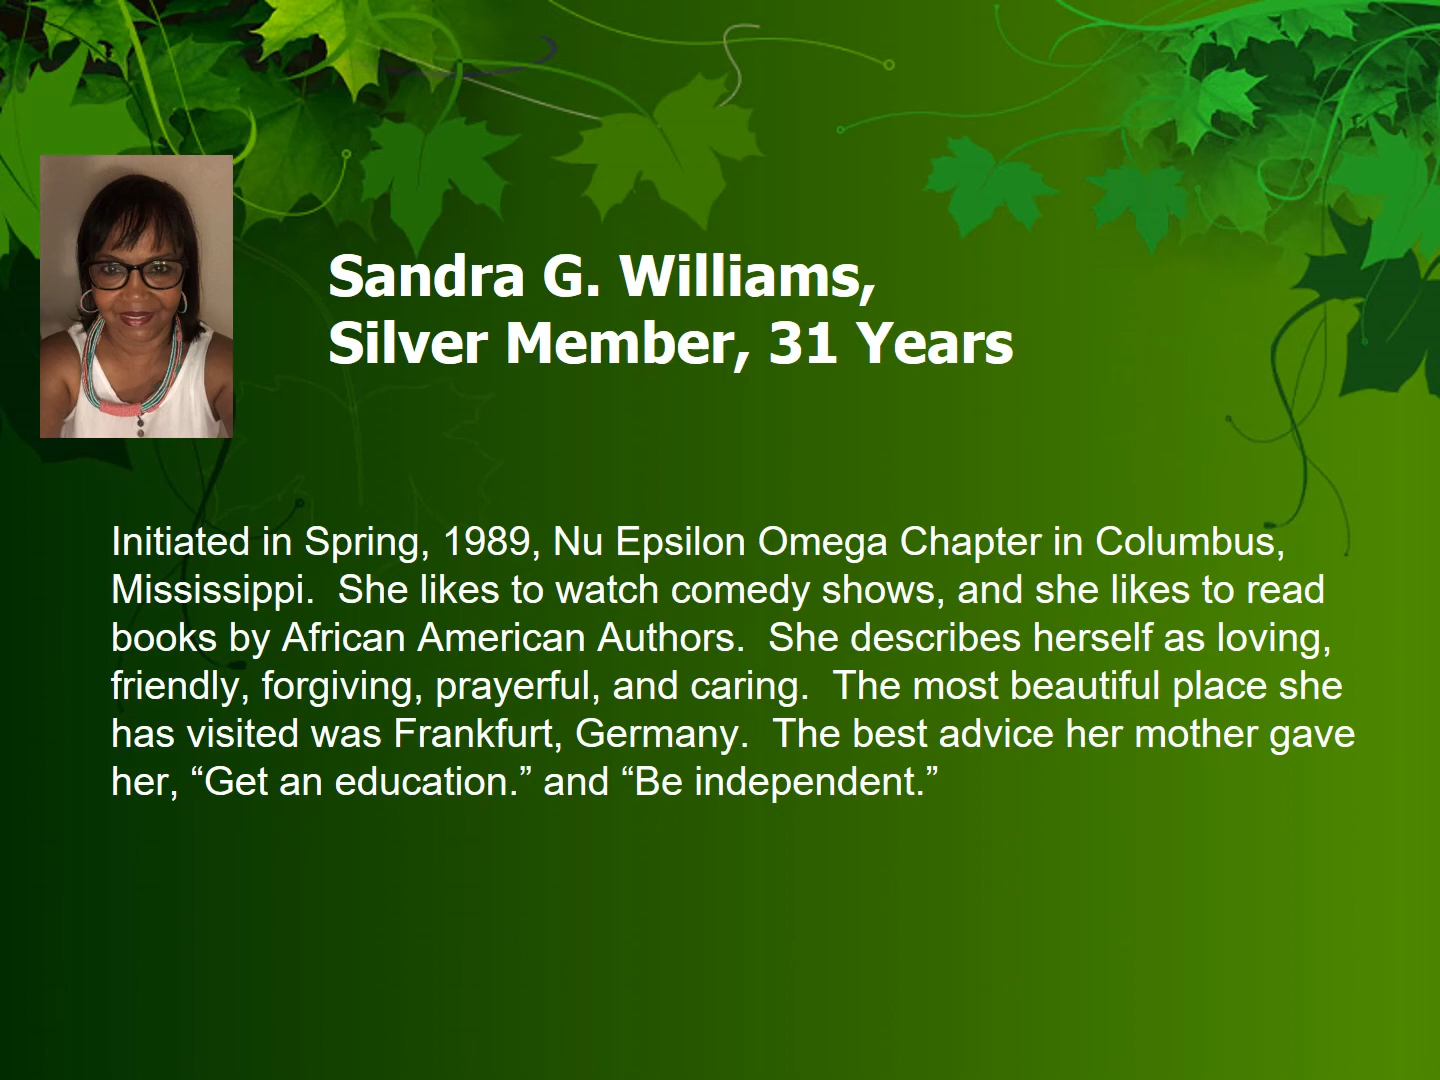 Sandra G. Williams,
Silver Member, 31 Years
Initiated in Spring, 1989, Nu Epsilon Omega Chapter in Columbus,
Mississippi.  She likes to watch comedy shows, and she likes to read
books by African American Authors.  She describes herself as loving,
friendly, forgiving, prayerful, and caring.  The most beautiful place she
has visited was Frankfurt, Germany.  The best advice her mother gave
her, “Get an education.” and “Be independent.”